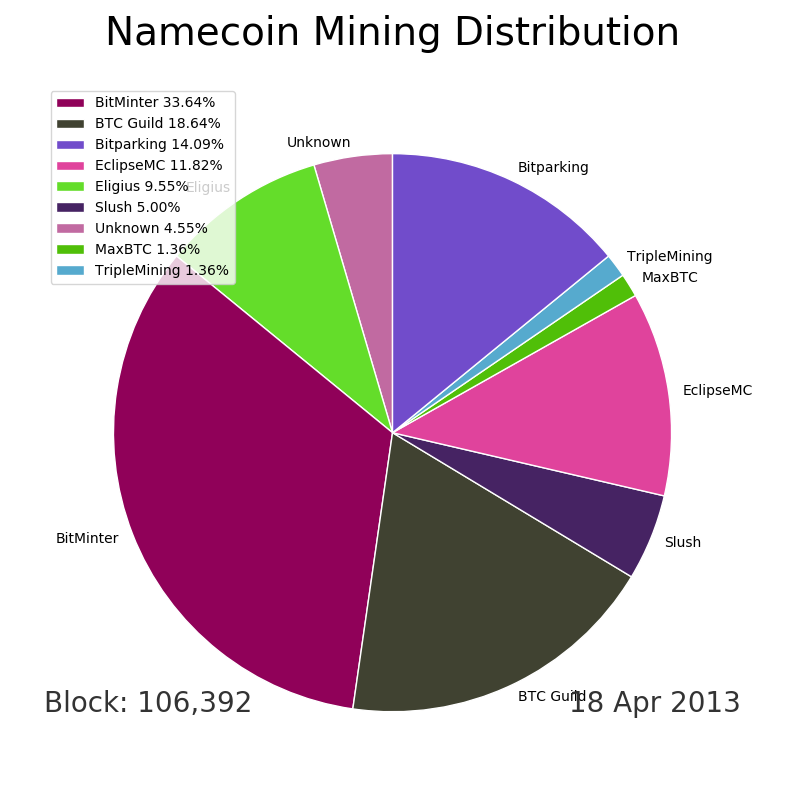 Namecoin Mining Distribution
BitMinter 33.64%
BTC Guild 18.64%
Bitparking 14.09%
EclipseMC 11.82%
Eligius 9.55%
Slush 5.00%
Unknown 4.55%
MaxBTC 1.36%
TripleMining 1.36%
Unknown
Bitparking
Eligius
TripleMining
MaxBTC
EclipseMC
BitMinter
Slush
BTC Guild
Block: 106,392
18 Apr 2013